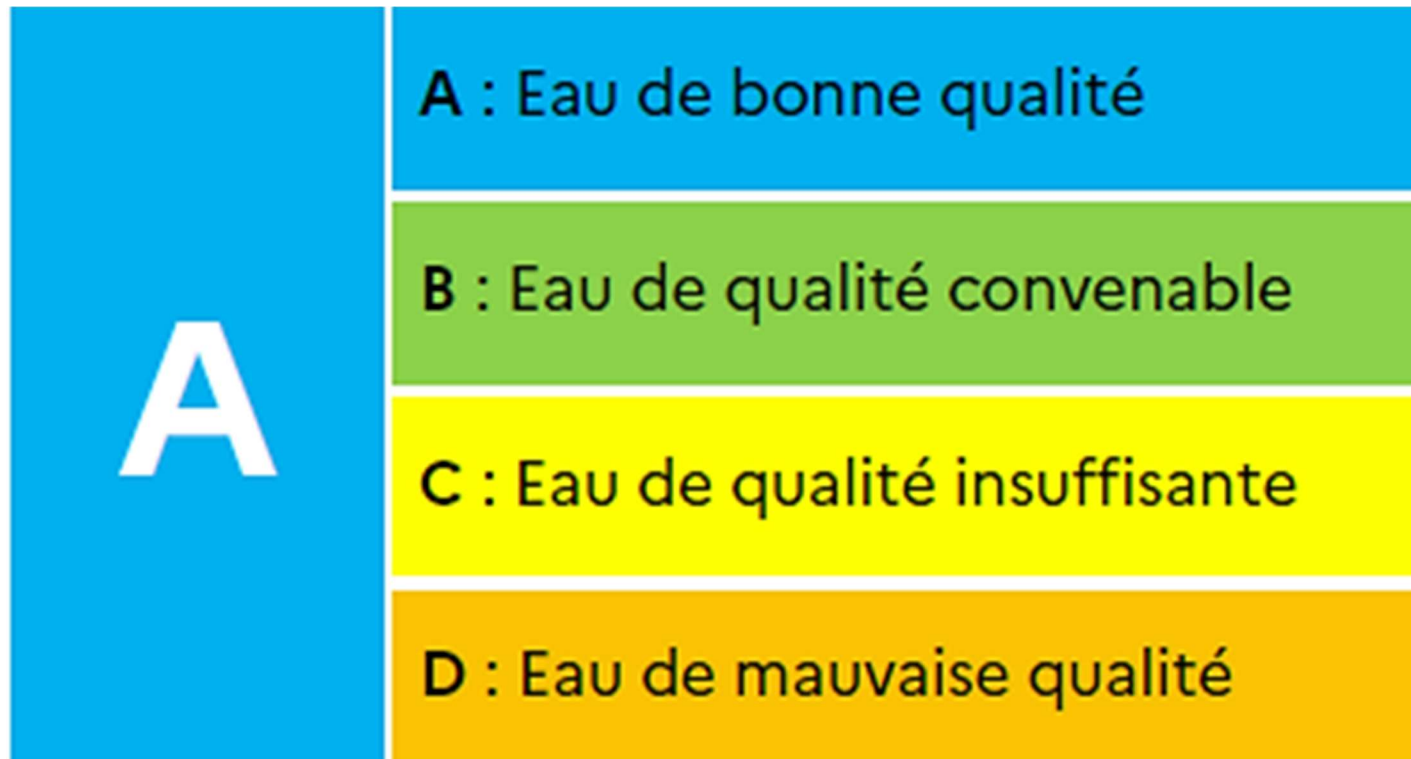 A
A : Eau de bonne qualité
B : Eau de qualité convenable
C : Eau de qualité insuffisante
D : Eau de mauvaise qualité